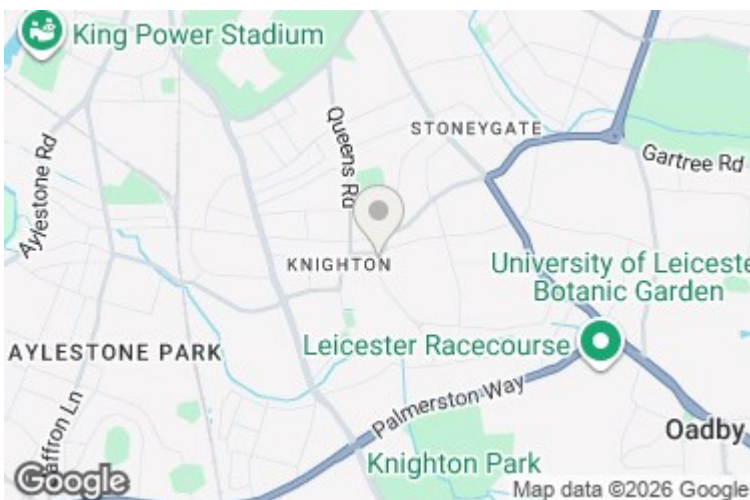 King Power Stadium
Queens Rd
STONEYGATE
Gartree Rd
Aylestone Rd
KNIGHTON
University of Leiceste
Botanic Garden
Leicester Racecourse
AYLESTONE PARK
Palmerston Way
affron Ln
Oadby
Knighton Park
Google
Map data ©2026 Google